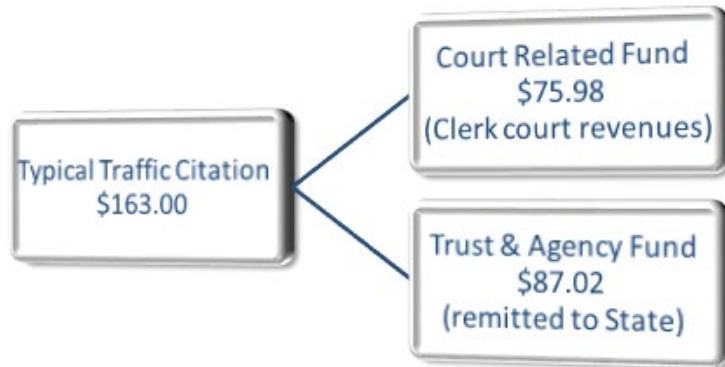 Typical Traffic Citation
$163.00
Court Related Fund
$75.98
(Clerk court revenues)
Trust & Agency Fund
$87.02
(remitted to State)